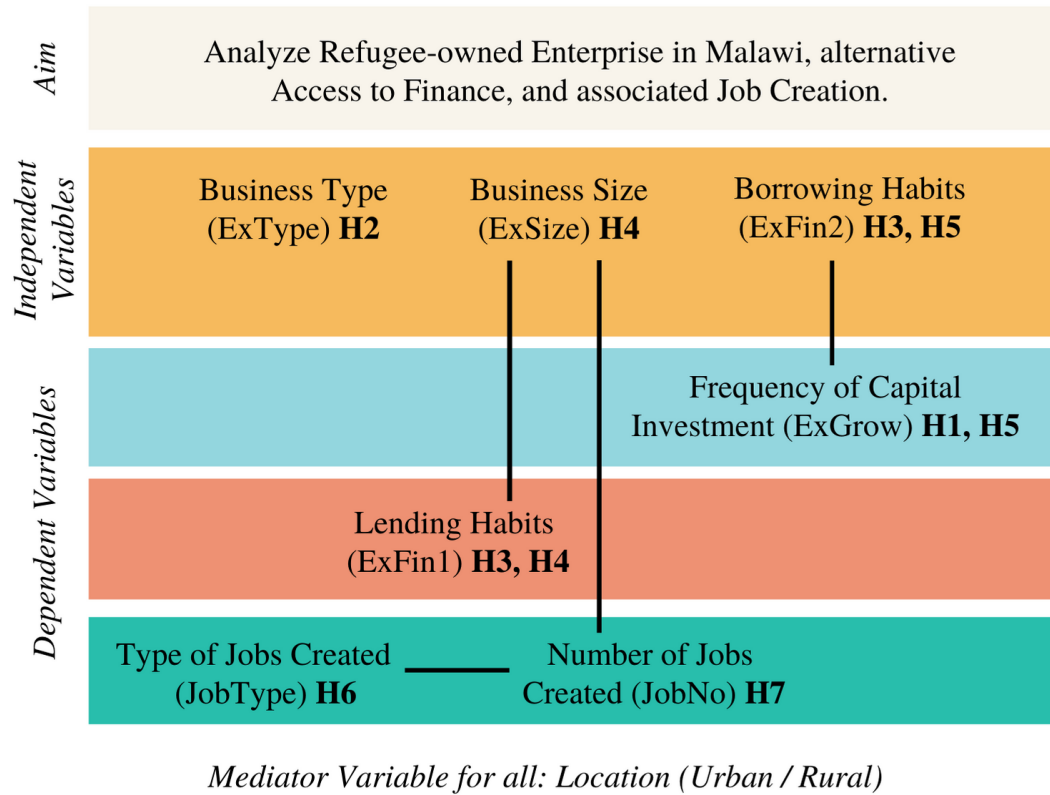 Aim
Analyze Refugee-owned Enterprise in Malawi, alternative
Access to Finance, and associated Job Creation.
Independent
Variables
Business Type
(ExType) H2
Business Size
(ExSize) H4
Borrowing Habits
(ExFin2) H3, H5
Dependent Variables
Frequency of Capital
Investment (ExGrow) H1, H5
Lending Habits
(ExFin1) H3, H4
Type of Jobs Created
(JobType) H6
Number of Jobs
Created (JobNo) H7
Mediator Variable for all: Location (Urban / Rural)